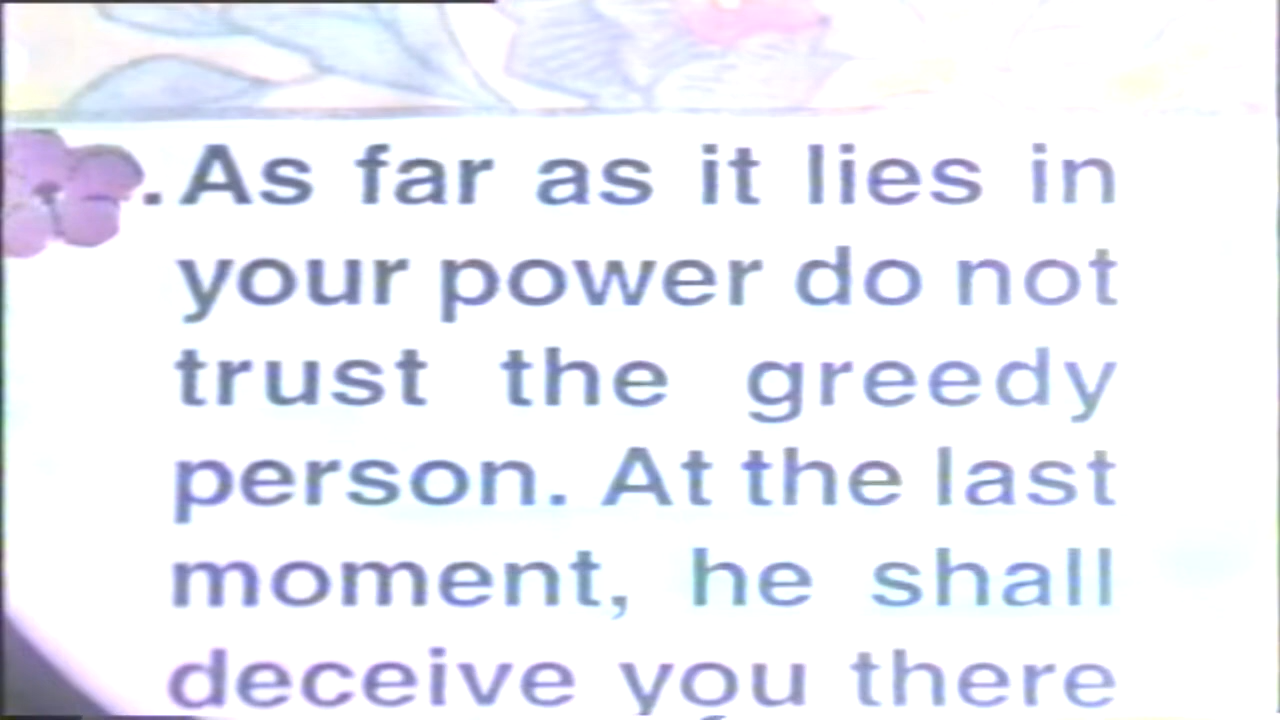 .As far as it lies in
your power do not
trust the greedy
person. At the last
moment, he shall
deceive you there